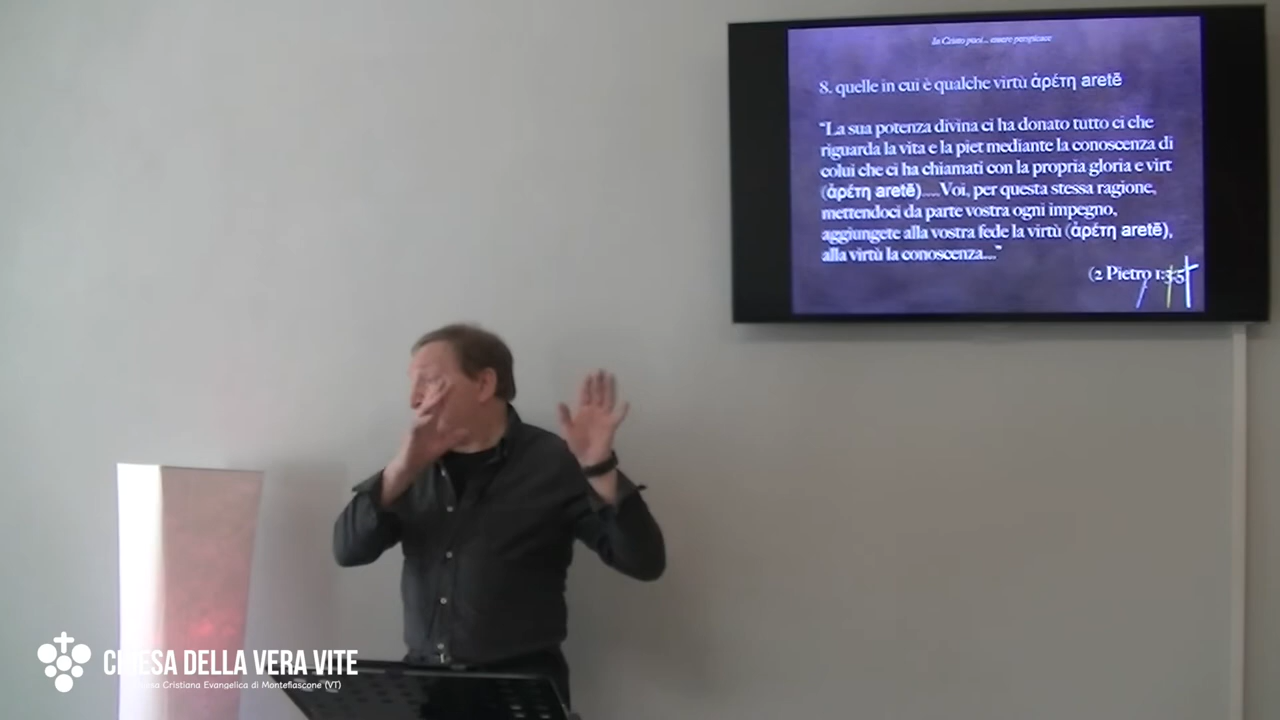 In Cristo puoi... essere perspicace
8. quelle in cui è qualche virtù ἀρέτη aretē
“La sua potenza divina ci ha donato tutto ci che
riguarda la vita e la piet mediante la conoscenza di
colui che ci ha chiamati con la propria gloria e virt
(ἀρέτη aretē)....Voi, per questa stessa ragione,
mettendoci da parte vostra ogni impegno,
aggiungete alla vostra fede la virtù (ἀρέτη aretē),
alla virtù la conoscenza...”
(2 Pietro 1:3,5
CHIESA DELLA VERA VITE
Chiesa Cristiana Evangelica di Montefiascone (VT)